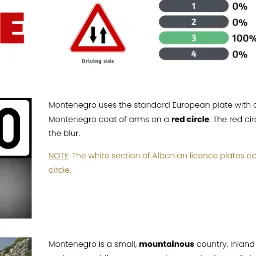 E
Driving side
1 0%
2 0%
3 100%
4 0%
0
Montenegro uses the standard European plate with
Montenegro coat of arms on a red circle. The red
the blur.
NOTE: The white section of Albanian licence plates
circle.
Montenegro is a small, mountainous country. Inland